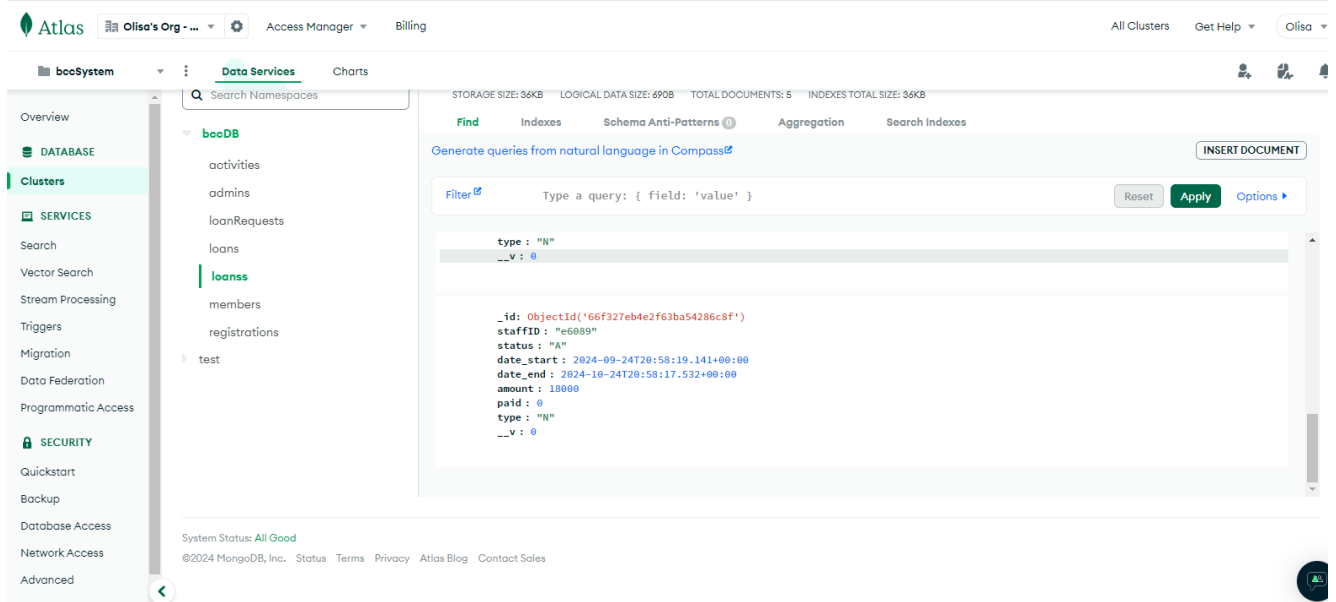 Atlas
Olisa's Org - ...
Access Manager
Billing
All Clusters
Get Help
Olisa
bccSystem
Data Services
Charts
Overview
DATABASE
Clusters
SERVICES
Search
Vector Search
Stream Processing
Triggers
Migration
Data Federation
Programmatic Access
SECURITY
Quickstart
Backup
Database Access
Network Access
Advanced
Search Namespaces
bccDB
activities
admins
loanRequests
loans
loanss
members
registrations
test
STORAGE SIZE: 36KB LOGICAL DATA SIZE: 690B TOTAL DOCUMENTS: 5 INDEXES TOTAL SIZE: 36KB
Find
Indexes
Schema Anti-Patterns 0
Aggregation
Search Indexes
Generate queries from natural language in Compass
INSERT DOCUMENT
Filter
Type a query: { field: 'value' }
Reset
Apply
Options
type : "N"
__v : 0
_id: ObjectId('66f327eb4e2f63ba54286c8f')
staffID : "e6089"
status : "A"
date_start : 2024-09-24T20:58:19.141+00:00
date_end : 2024-10-24T20:58:17.532+00:00
amount : 18000
paid : 0
type : "N"
__v : 0
System Status: All Good
©2024 MongoDB, Inc. Status Terms Privacy Atlas Blog Contact Sales